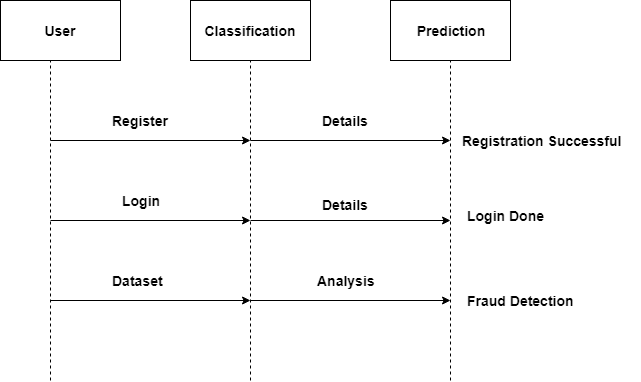 User
Classification
Prediction
Register
Details
Registration Successful
Login
Details
Login Done
Dataset
Analysis
Fraud Detection